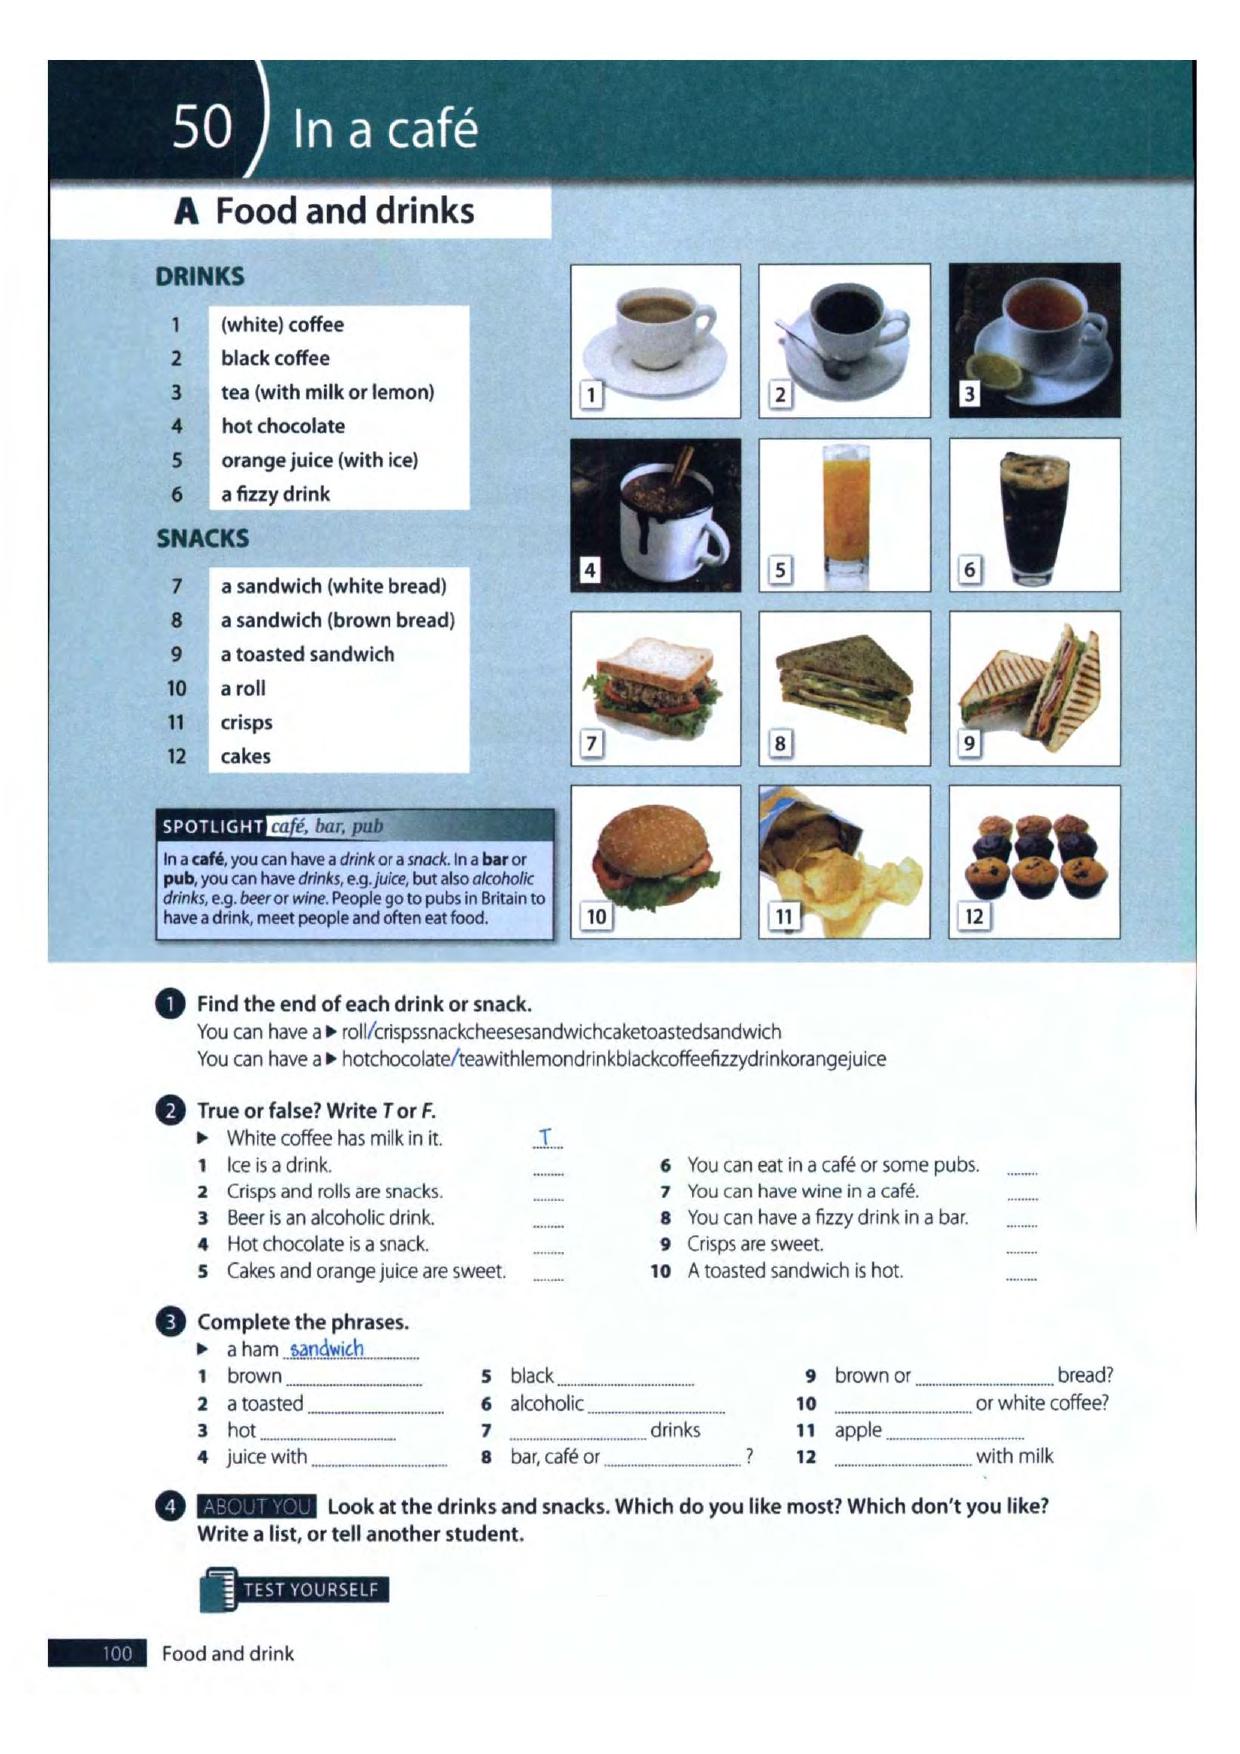 50 In a café
A Food and drinks
DRINKS
1 (white) coffee
2 black coffee
3 tea (with milk or lemon)
4 hot chocolate
5 orange juice (with ice)
6 a fizzy drink
SNACKS
7 a sandwich (white bread)
8 a sandwich (brown bread)
9 a toasted sandwich
10 a roll
11 crisps
12 cakes
1 2 3
4 5 6
7 8 9
10 11 12
SPOTLIGHT café, bar, pub
In a café, you can have a drink or a snack. In a bar or
pub, you can have drinks, e.g. juice, but also alcoholic
drinks, e.g. beer or wine. People go to pubs in Britain to
have a drink, meet people and often eat food.
1 Find the end of each drink or snack.
You can have a ▶ roll/crispssnackcheesesandwichcaketoastedsandwich
You can have a ▶ hotchocolate/teawithlemondrinkblackcoffeefizzydrinkorangejuice
2 True or false? Write T or F.
▶ White coffee has milk in it. T
1 Ice is a drink.
2 Crisps and rolls are snacks.
3 Beer is an alcoholic drink.
4 Hot chocolate is a snack.
5 Cakes and orange juice are sweet.
6 You can eat in a café or some pubs.
7 You can have wine in a café.
8 You can have a fizzy drink in a bar.
9 Crisps are sweet.
10 A toasted sandwich is hot.
3 Complete the phrases.
▶ a ham sandwich
1 brown
2 a toasted
3 hot
4 juice with
5 black
6 alcoholic
7 drinks
8 bar, café or ?
9 brown or bread?
10 or white coffee?
11 apple
12 with milk
4 ABOUT YOU Look at the drinks and snacks. Which do you like most? Which don't you like?
Write a list, or tell another student.
TEST YOURSELF
100 Food and drink